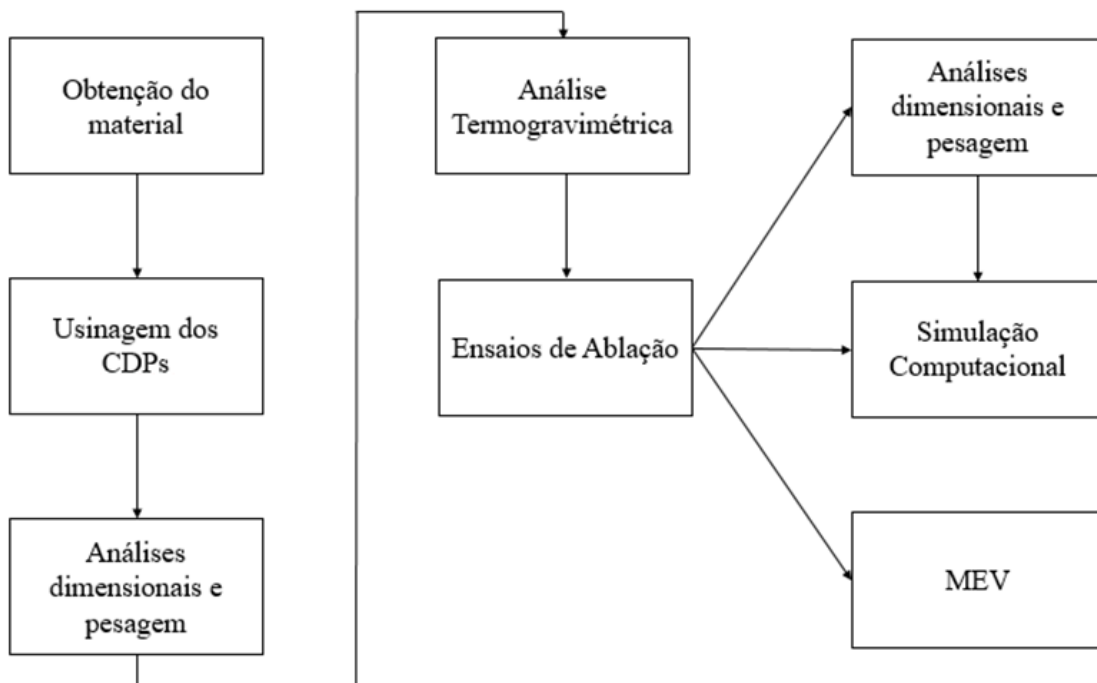 Obtenção do
material
Usinagem dos
CDPs
Análises
dimensionais e
pesagem
Análise
Termogravimétrica
Ensaios de Ablação
Análises
dimensionais e
pesagem
Simulação
Computacional
MEV